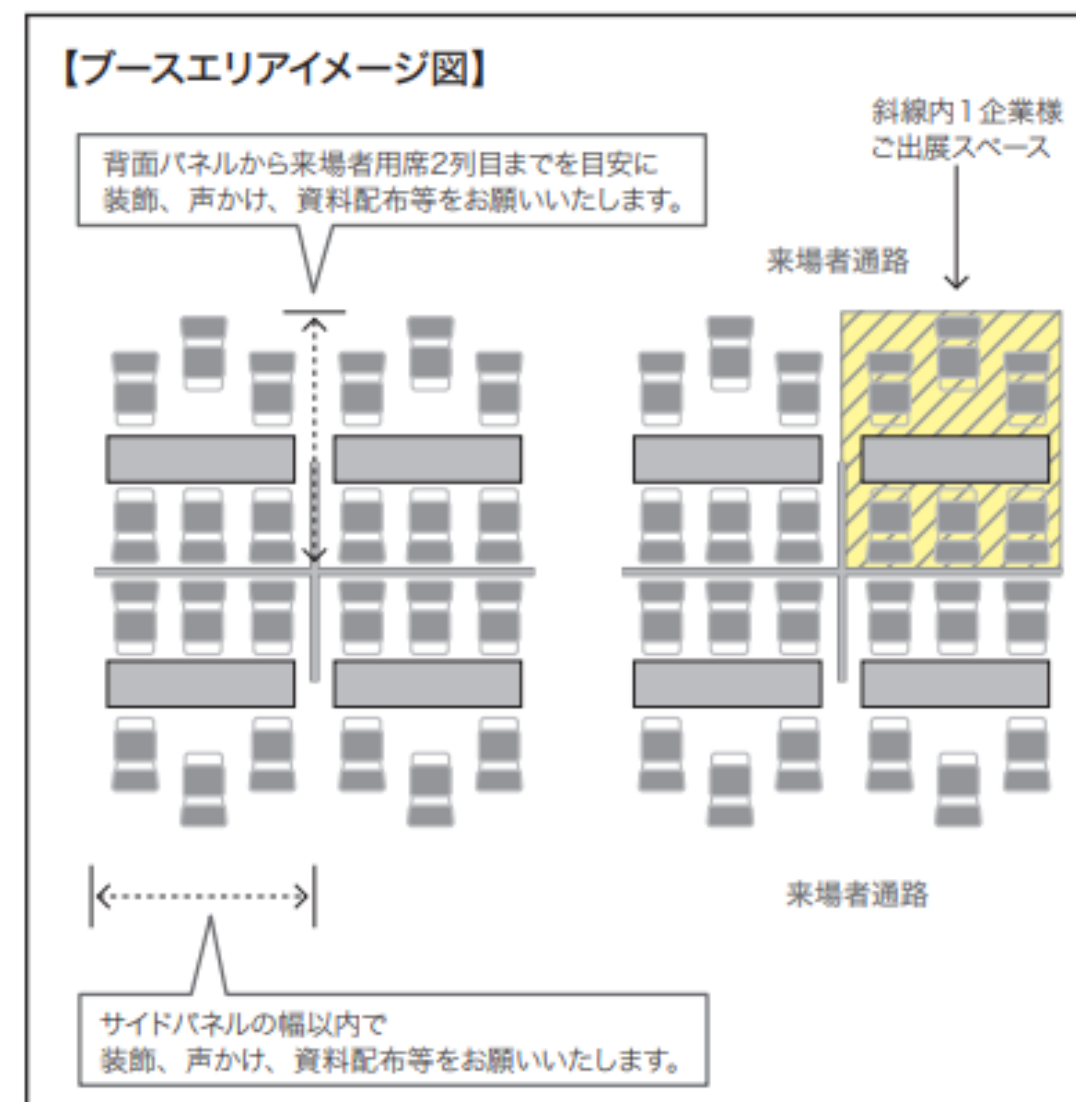 【ブースエリアイメージ図】
斜線内1企業様
ご出展スペース
背面パネルから来場者用席2列目までを目安に
装飾、声かけ、資料配布等をお願いいたします。
来場者通路
来場者通路
サイドパネルの幅以内で
装飾、声かけ、資料配布等をお願いいたします。